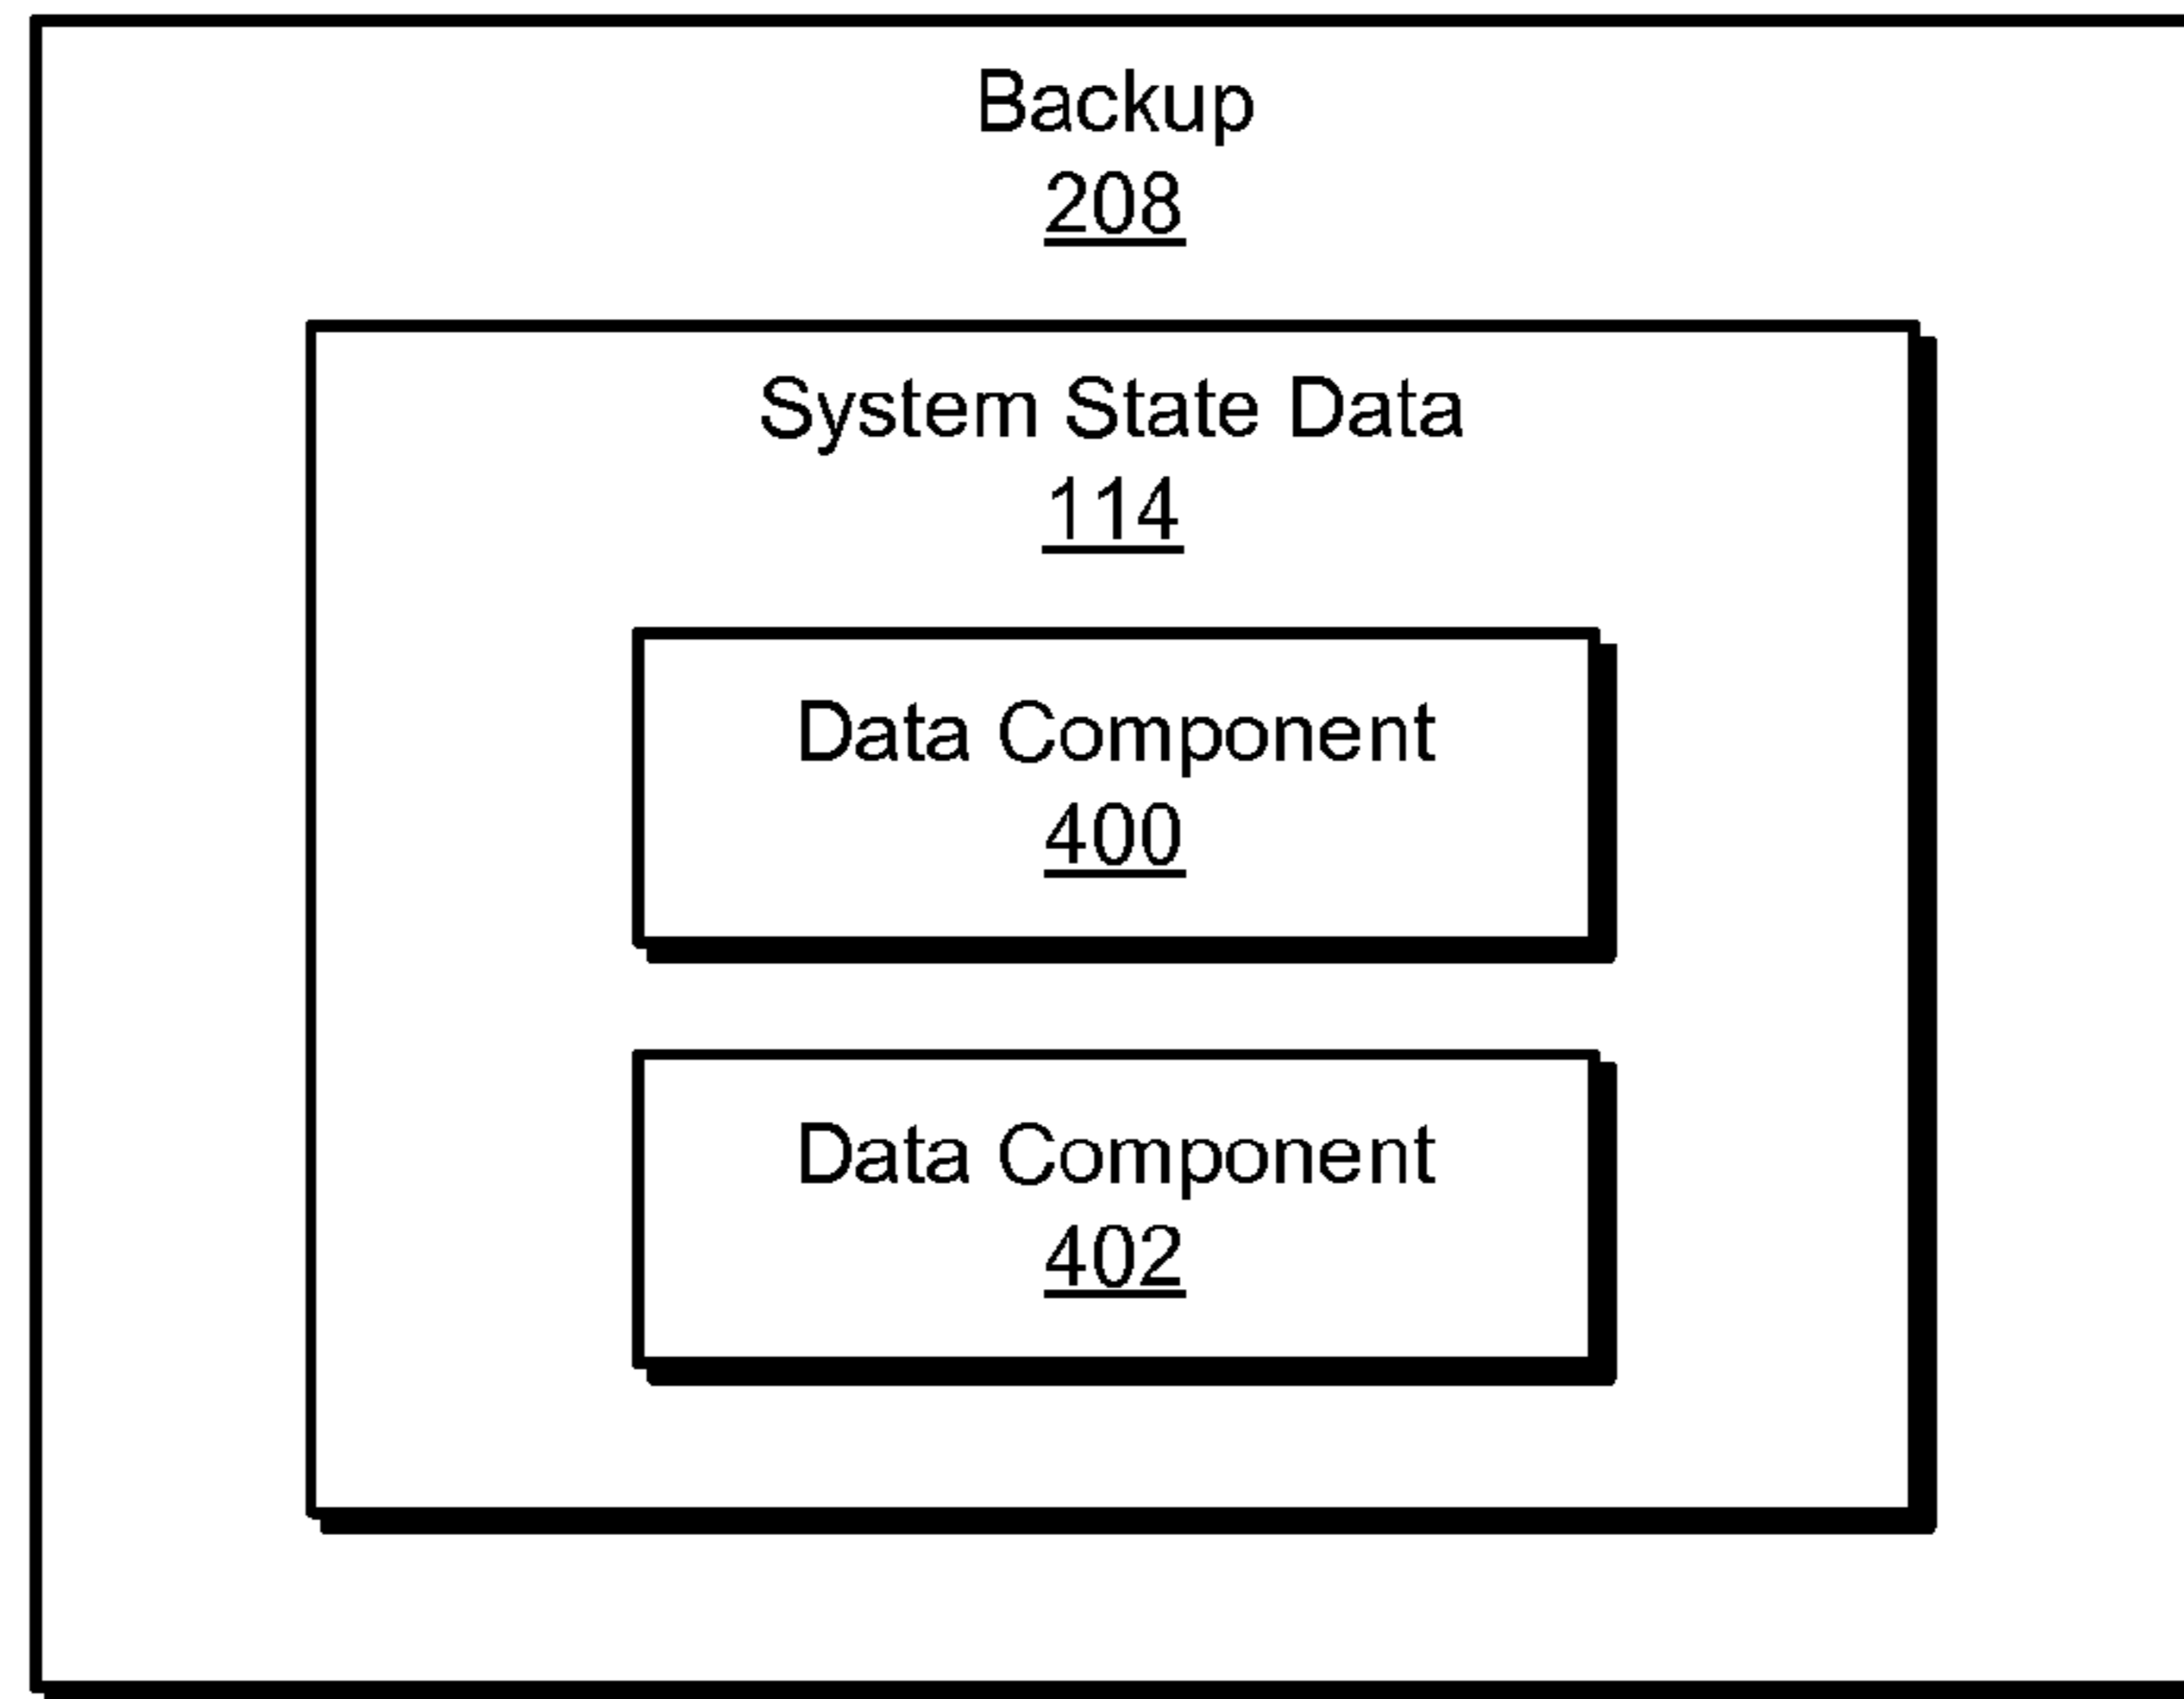 Backup
208
System State Data
114
Data Component
400
Data Component
402